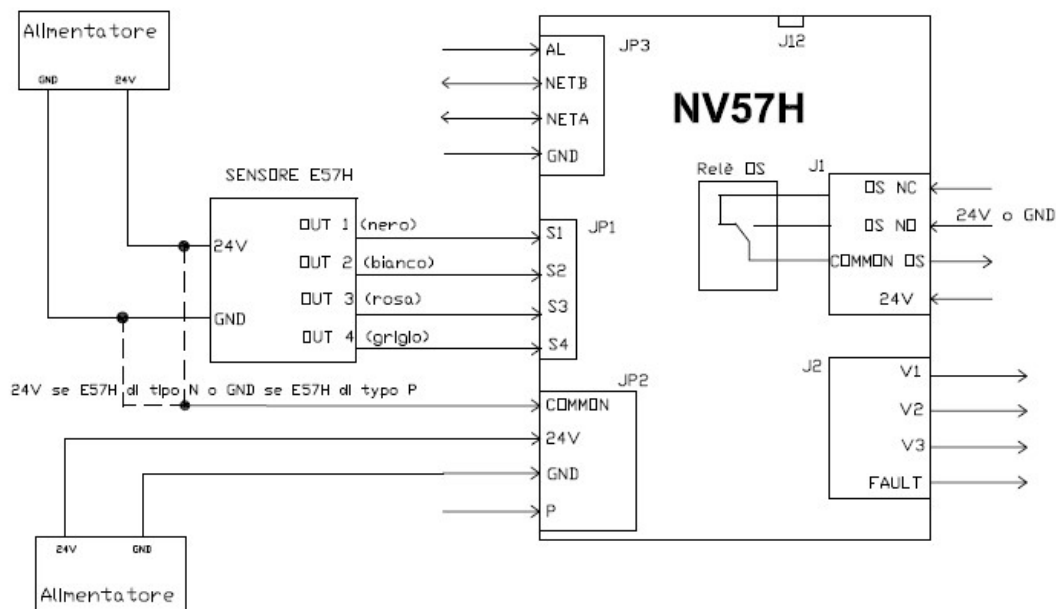 Alimentatore
GND 24V
SENSORE E57H
24V
GND
OUT 1 (nero)
OUT 2 (bianco)
OUT 3 (rosa)
OUT 4 (grigio)
24V se E57H di tipo N o GND se E57H di typo P
24V GND
Alimentatore
JP3
AL
NETB
NETA
GND
JP1
S1
S2
S3
S4
JP2
COMMON
24V
GND
P
J12
NV57H
Relè OS
J1
OS NC
OS NO
COMMON OS
24V
24V o GND
J2
V1
V2
V3
FAULT